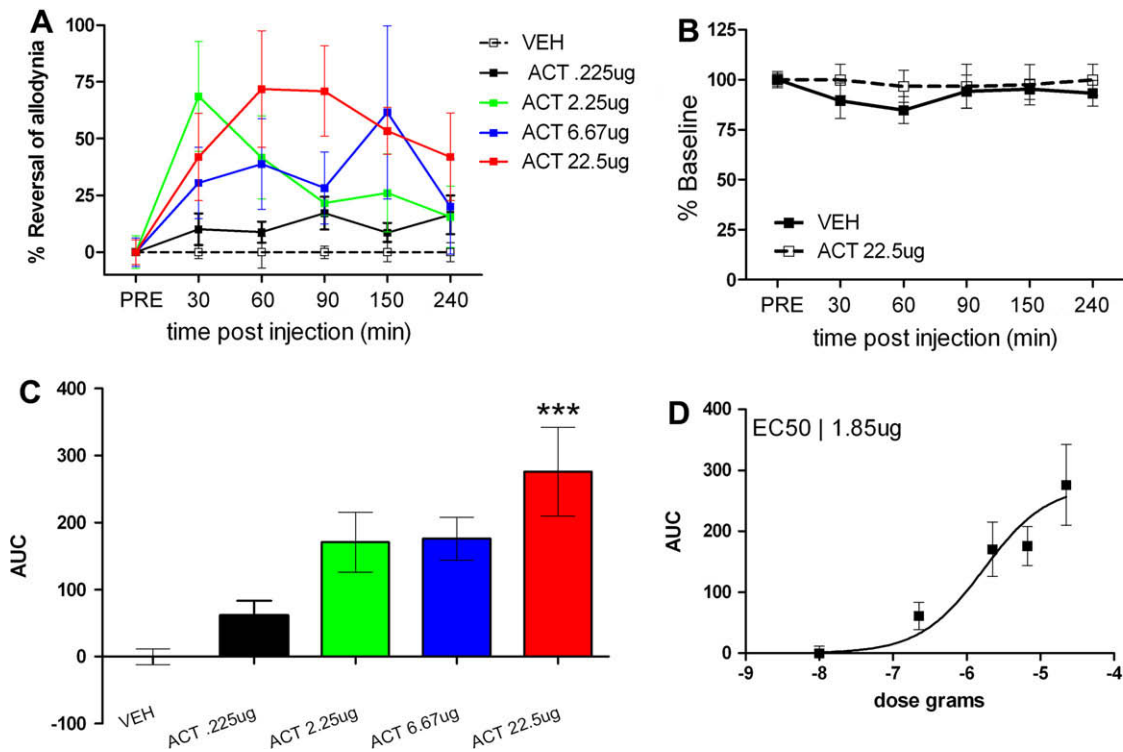 A
% Reversal of allodynia
100
75
50
25
0
PRE 30 60 90 150 240
time post injection (min)
VEH
ACT .225ug
ACT 2.25ug
ACT 6.67ug
ACT 22.5ug
B
% Baseline
125
100
75
50
25
0
VEH
ACT 22.5ug
PRE 30 60 90 150 240
time post injection (min)
C
AUC
400
300
200
100
0
-100
***
VEH
ACT .225ug
ACT 2.25ug
ACT 6.67ug
ACT 22.5ug
D
EC50 | 1.85ug
AUC
400
300
200
100
0
-9 -8 -7 -6 -5 -4
dose grams